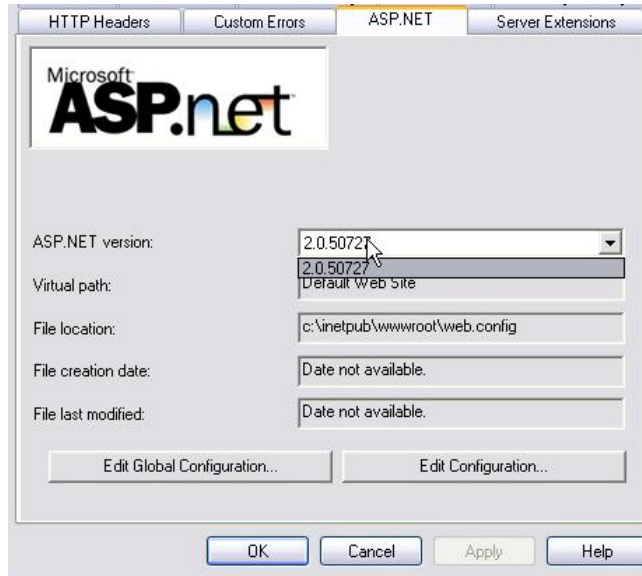 HTTP Headers Custom Errors ASP.NET Server Extensions
Microsoft
ASP.net
ASP.NET version: 2.0.50727
2.0.50727
Virtual path: Default Web Site
File location: c:\inetpub\wwwroot\web.config
File creation date: Date not available.
File last modified: Date not available.
Edit Global Configuration... Edit Configuration...
OK Cancel Apply Help